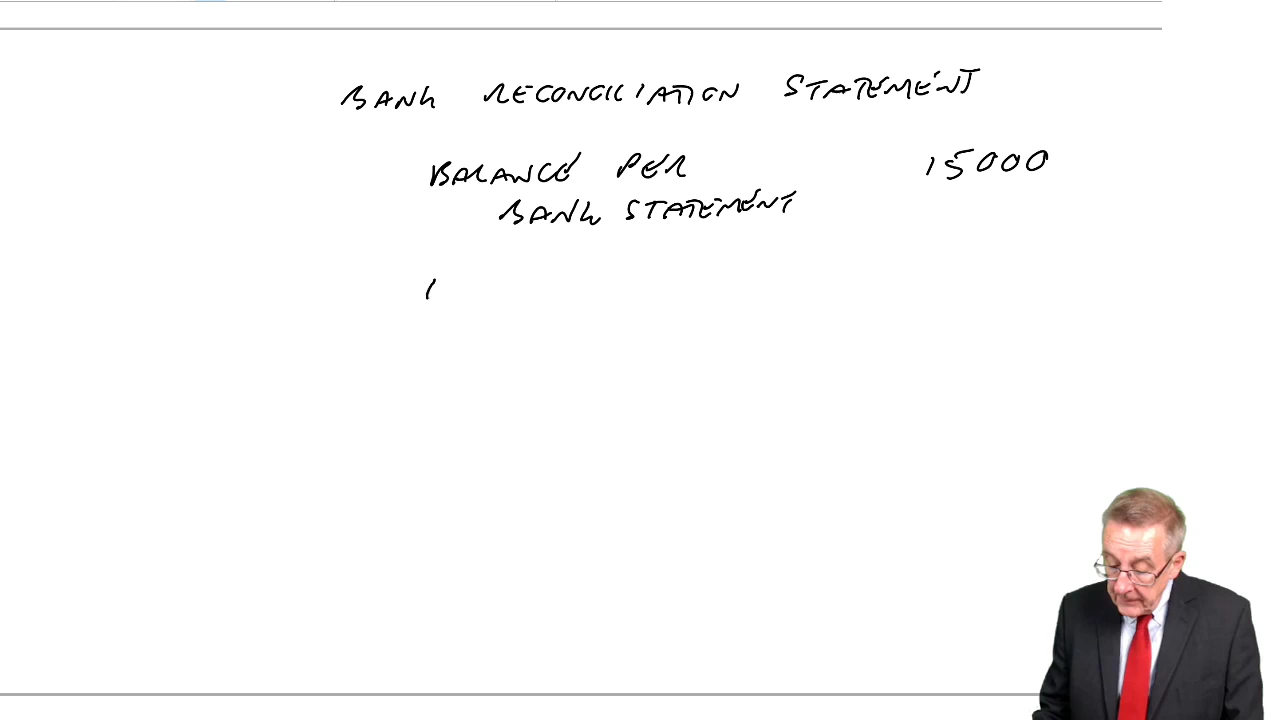 BANK RECONCILIATION STATEMENT
BALANCE PER 15000
BANK STATEMENT